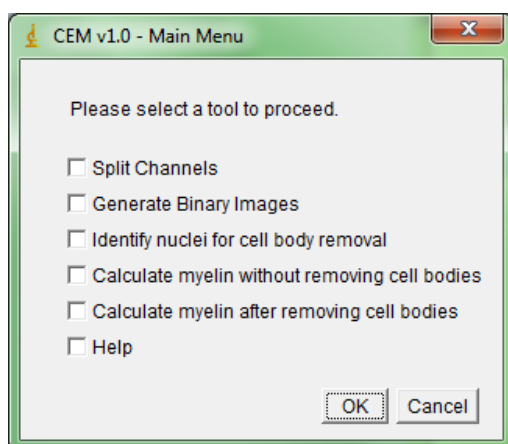 CEM v1.0 - Main Menu
Please select a tool to proceed.
Split Channels
Generate Binary Images
Identify nuclei for cell body removal
Calculate myelin without removing cell bodies
Calculate myelin after removing cell bodies
Help
OK Cancel